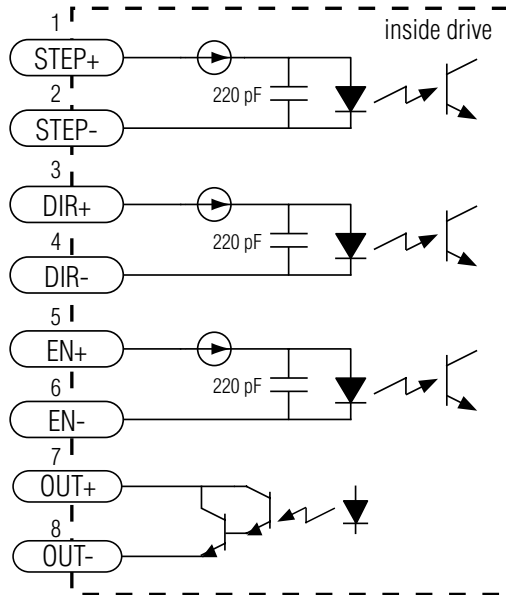 inside drive
1
STEP+
220 pF
2
STEP-
3
DIR+
220 pF
4
DIR-
5
EN+
220 pF
6
EN-
7
OUT+
8
OUT-